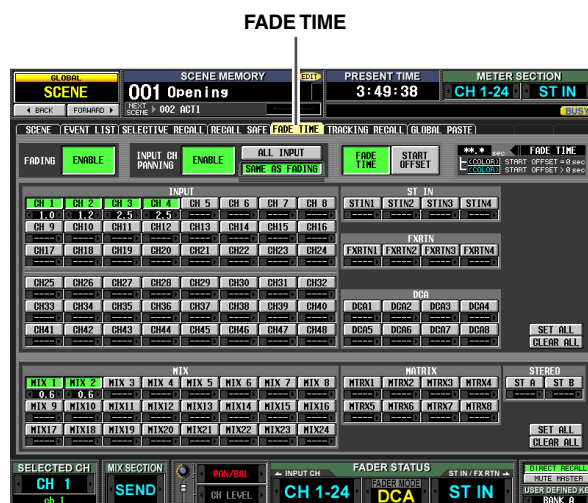 FADE TIME
GLOBAL
SCENE
SCENE MEMORY
EDIT
001 Opening
PRESENT TIME
3:49:38
METER SECTION
CH 1-24 ST IN
BACK FORWARD
NEXT SCENE 002 ACT1
BUSY
SCENE EVENT LIST SELECTIVE RECALL RECALL SAFE FADE TIME TRACKING RECALL GLOBAL PASTE
FADING ENABLE
INPUT CH PANNING ENABLE
ALL INPUT
SAME AS FADING
FADE TIME
START OFFSET
**.* sec FADE TIME
(COLOR) START OFFSET = 0 sec
(COLOR) START OFFSET > 0 sec
INPUT
CH 1 CH 2 CH 3 CH 4 CH 5 CH 6 CH 7 CH 8
1.0 1.2 2.5 2.5 ---- ---- ---- ----
CH 9 CH10 CH11 CH12 CH13 CH14 CH15 CH16
---- ---- ---- ---- ---- ---- ---- ----
CH17 CH18 CH19 CH20 CH21 CH22 CH23 CH24
---- ---- ---- ---- ---- ---- ---- ----
CH25 CH26 CH27 CH28 CH29 CH30 CH31 CH32
---- ---- ---- ---- ---- ---- ---- ----
CH33 CH34 CH35 CH36 CH37 CH38 CH39 CH40
---- ---- ---- ---- ---- ---- ---- ----
CH41 CH42 CH43 CH44 CH45 CH46 CH47 CH48
---- ---- ---- ---- ---- ---- ---- ----
ST IN
STIN1 STIN2 STIN3 STIN4
---- ---- ---- ----
FXRTN
FXRTN1 FXRTN2 FXRTN3 FXRTN4
---- ---- ---- ----
DCA
DCA1 DCA2 DCA3 DCA4
---- ---- ---- ----
DCA5 DCA6 DCA7 DCA8
---- ---- ---- ----
SET ALL
CLEAR ALL
MIX
MIX 1 MIX 2 MIX 3 MIX 4 MIX 5 MIX 6 MIX 7 MIX 8
0.6 0.6 ---- ---- ---- ---- ---- ----
MIX 9 MIX10 MIX11 MIX12 MIX13 MIX14 MIX15 MIX16
---- ---- ---- ---- ---- ---- ---- ----
MIX17 MIX18 MIX19 MIX20 MIX21 MIX22 MIX23 MIX24
---- ---- ---- ---- ---- ---- ---- ----
MATRIX
MTRX1 MTRX2 MTRX3 MTRX4
---- ---- ---- ----
MTRX5 MTRX6 MTRX7 MTRX8
---- ---- ---- ----
STEREO
ST A ST B
---- ----
SET ALL
CLEAR ALL
SELECTED CH
CH 1
ch 1
MIX SECTION
SEND
PAN/BAL
CH LEVEL
FADER STATUS
INPUT CH
CH 1-24
FADER MODE
DCA
ST IN / FX RTN
ST IN
DIRECT RECALL
MUTE MASTER
USER DEFINED
BANK A